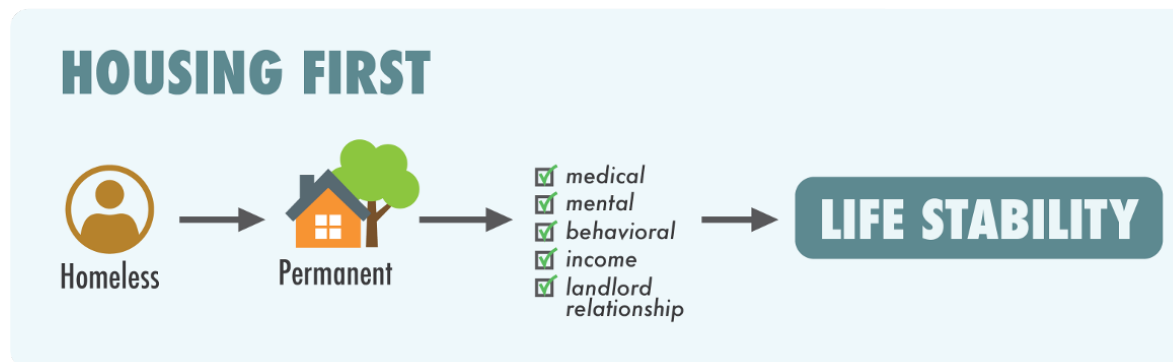 HOUSING FIRST
Homeless
Permanent
medical
mental
behavioral
income
landlord
relationship
LIFE STABILITY